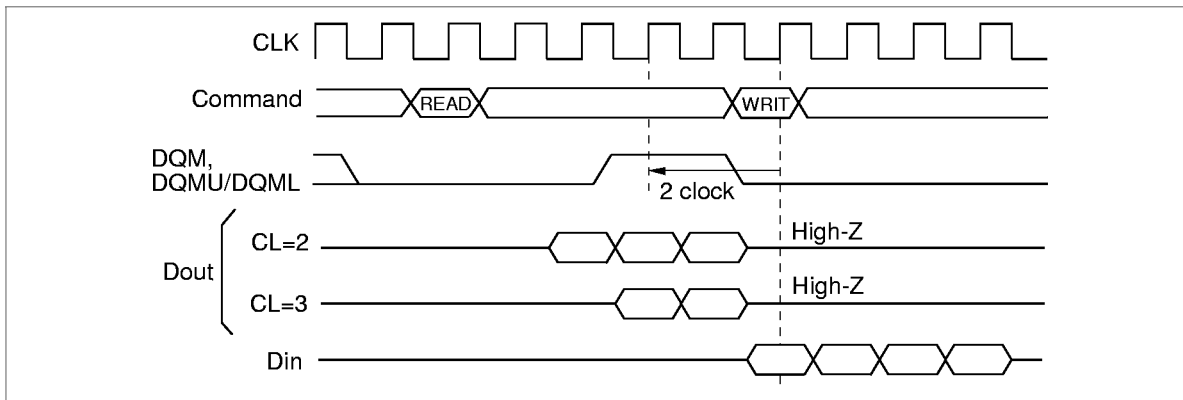 CLK
Command
READ
WRIT
DQM,
DQMU/DQML
2 clock
CL=2
High-Z
Dout
CL=3
High-Z
Din